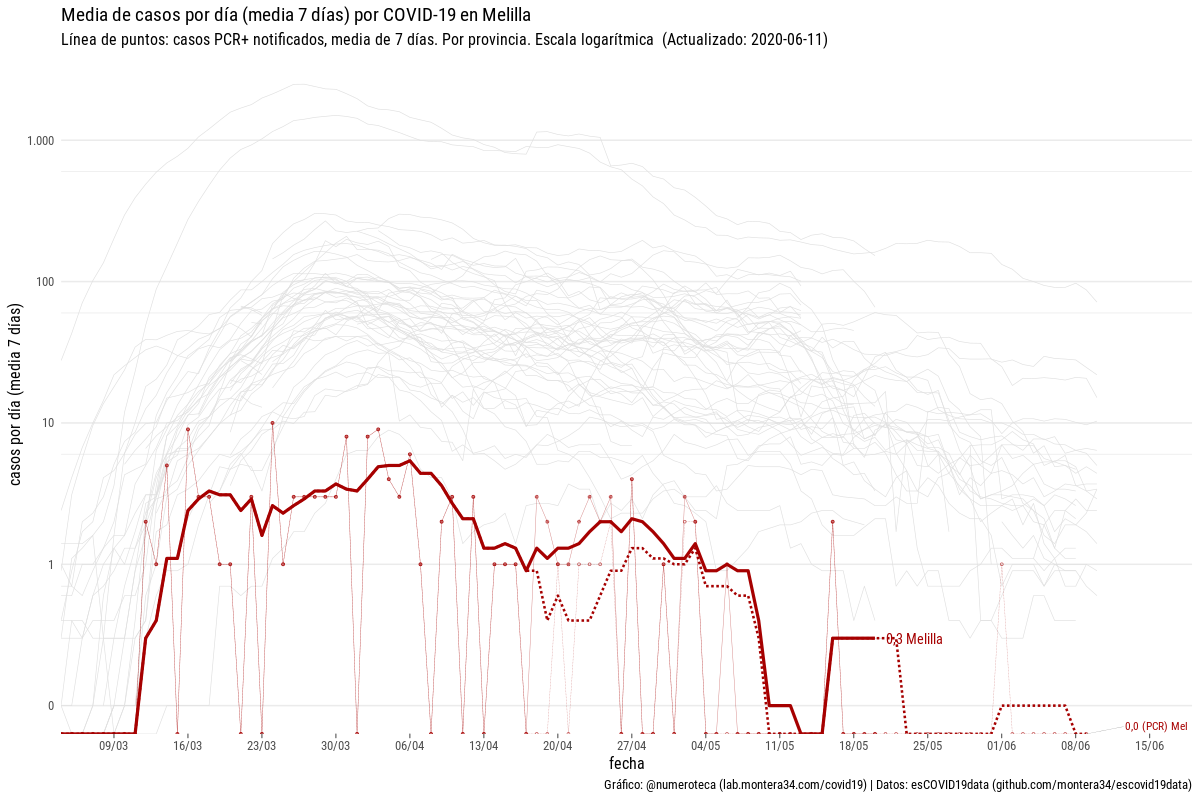 Media de casos por día (media 7 días) por COVID-19 en Melilla
Línea de puntos: casos PCR+ notificados, media de 7 días. Por provincia. Escala logarítmica  (Actualizado: 2020-06-11)
casos por día (media 7 días)
1.000
100
10
1
0
0,3 Melilla
0,0 (PCR) Mel
09/03 16/03 23/03 30/03 06/04 13/04 20/04 27/04 04/05 11/05 18/05 25/05 01/06 08/06 15/06
fecha
Gráfico: @numeroteca (lab.montera34.com/covid19) | Datos: esCOVID19data (github.com/montera34/escovid19data)